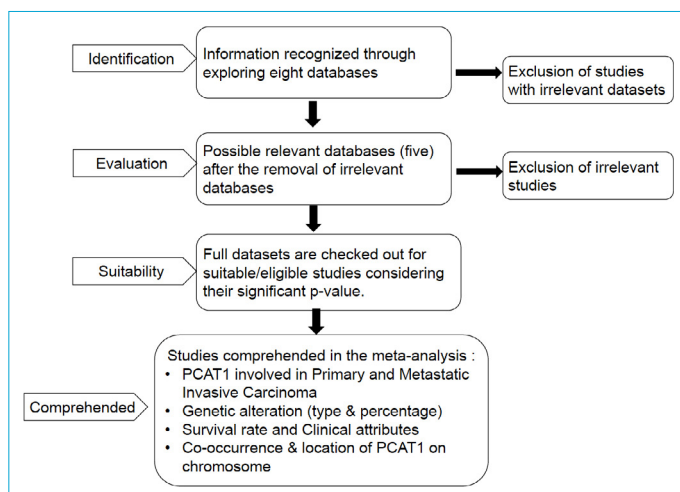 Identification
Information recognized through
exploring eight databases
Exclusion of studies
with irrelevant datasets
Evaluation
Possible relevant databases (five)
after the removal of irrelevant
databases
Exclusion of irrelevant
studies
Suitability
Full datasets are checked out for
suitable/eligible studies considering
their significant p-value.
Comprehended
Studies comprehended in the meta-analysis :
• PCAT1 involved in Primary and Metastatic
Invasive Carcinoma
• Genetic alteration (type & percentage)
• Survival rate and Clinical attributes
• Co-occurrence & location of PCAT1 on
chromosome